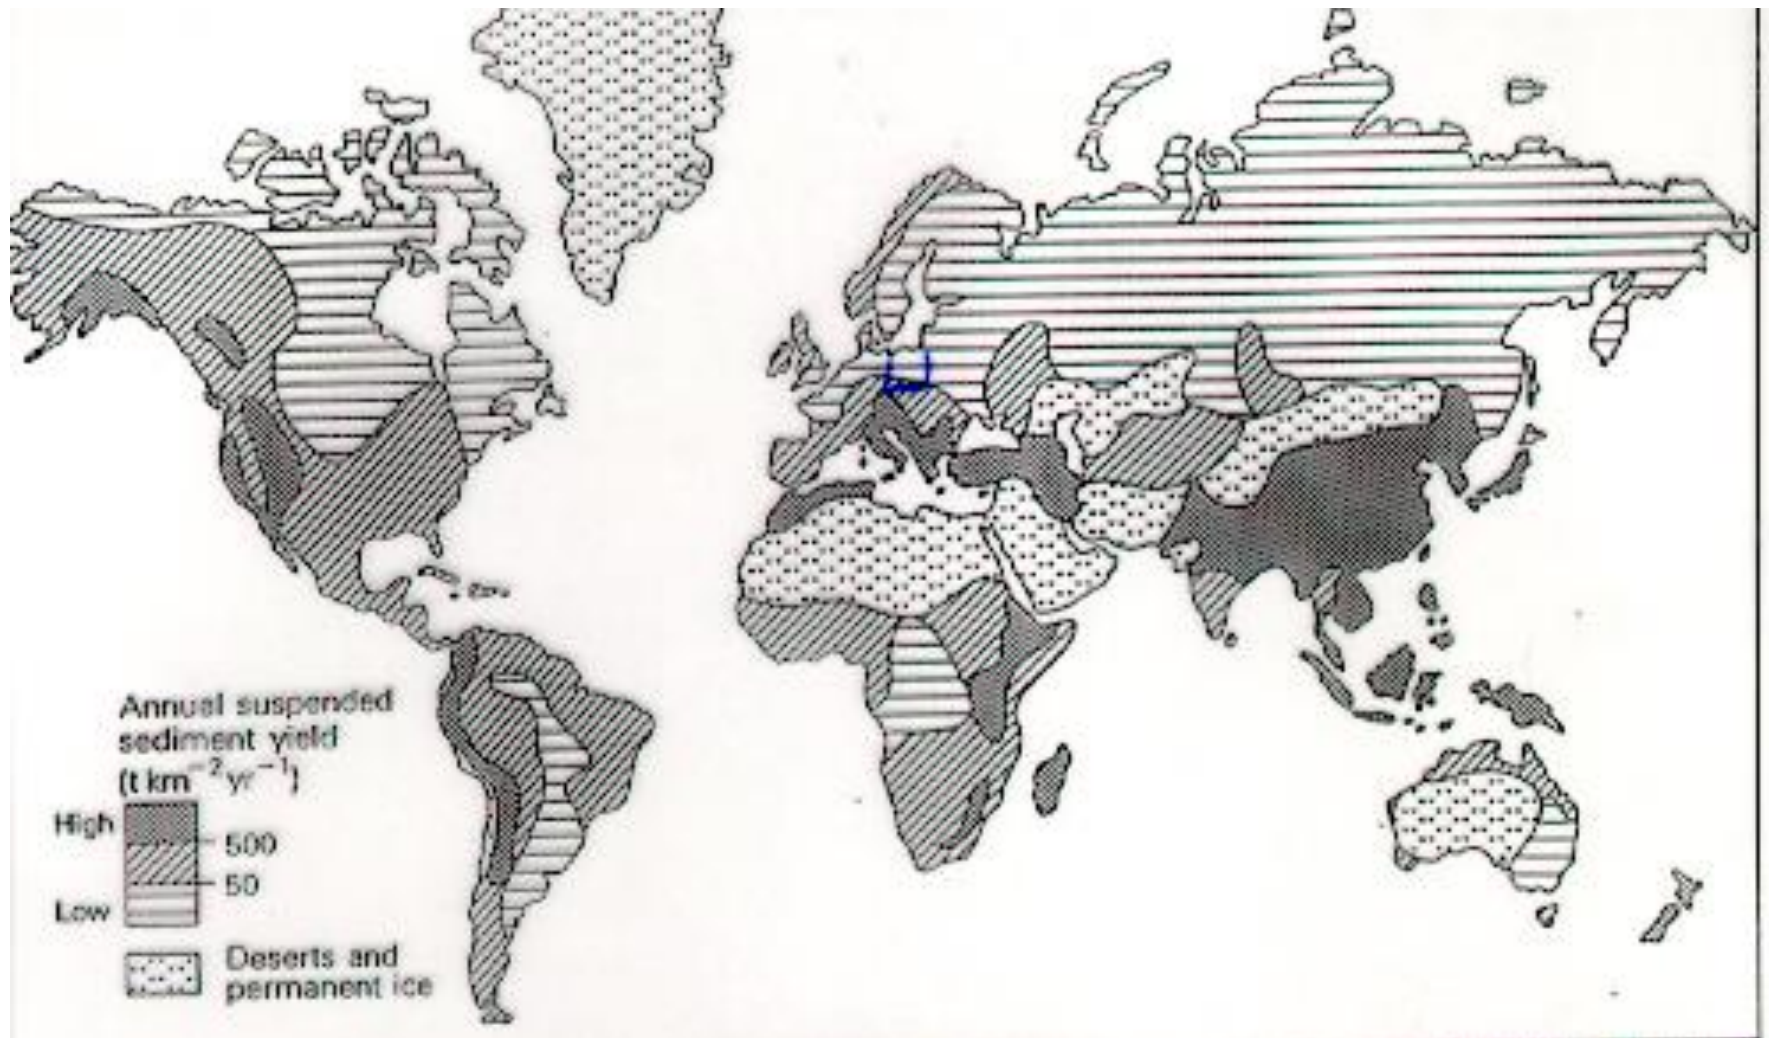 Annual suspended
sediment yield
(t km⁻² yr⁻¹)
High
500
50
Low
Deserts and
permanent ice